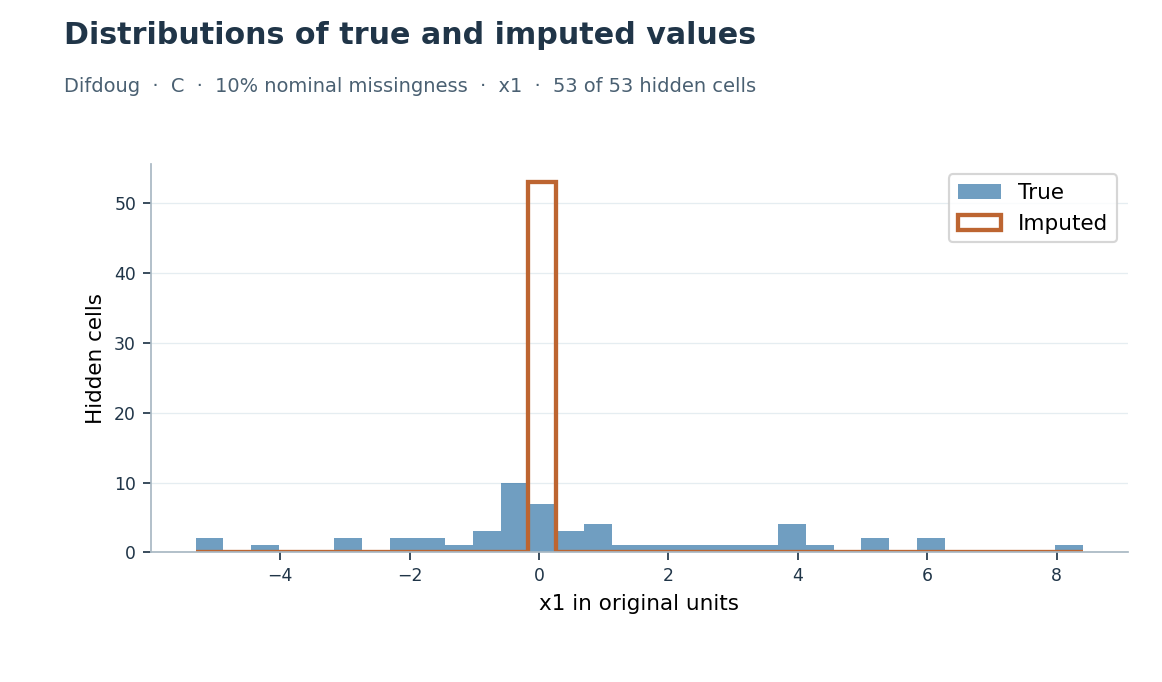 Distributions of true and imputed values
Difdoug · C · 10% nominal missingness · x1 · 53 of 53 hidden cells
True
Imputed
50
40
30
20
10
0
Hidden cells
−4
−2
0
2
4
6
8
x1 in original units